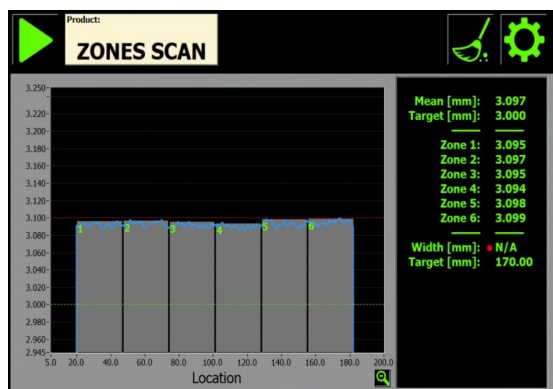 Product:
ZONES SCAN
3.250
3.220
3.200
3.180
3.160
3.140
3.120
3.100
3.080
3.060
3.040
3.020
3.000
2.980
2.960
2.945
1 2 3 4 5 6
5.0 20.0 40.0 60.0 80.0 100.0 120.0 140.0 160.0 180.0 200.0
Location
Mean [mm]: 3.097
Target [mm]: 3.000
Zone 1: 3.095
Zone 2: 3.097
Zone 3: 3.095
Zone 4: 3.094
Zone 5: 3.098
Zone 6: 3.099
Width [mm]: N/A
Target [mm]: 170.00